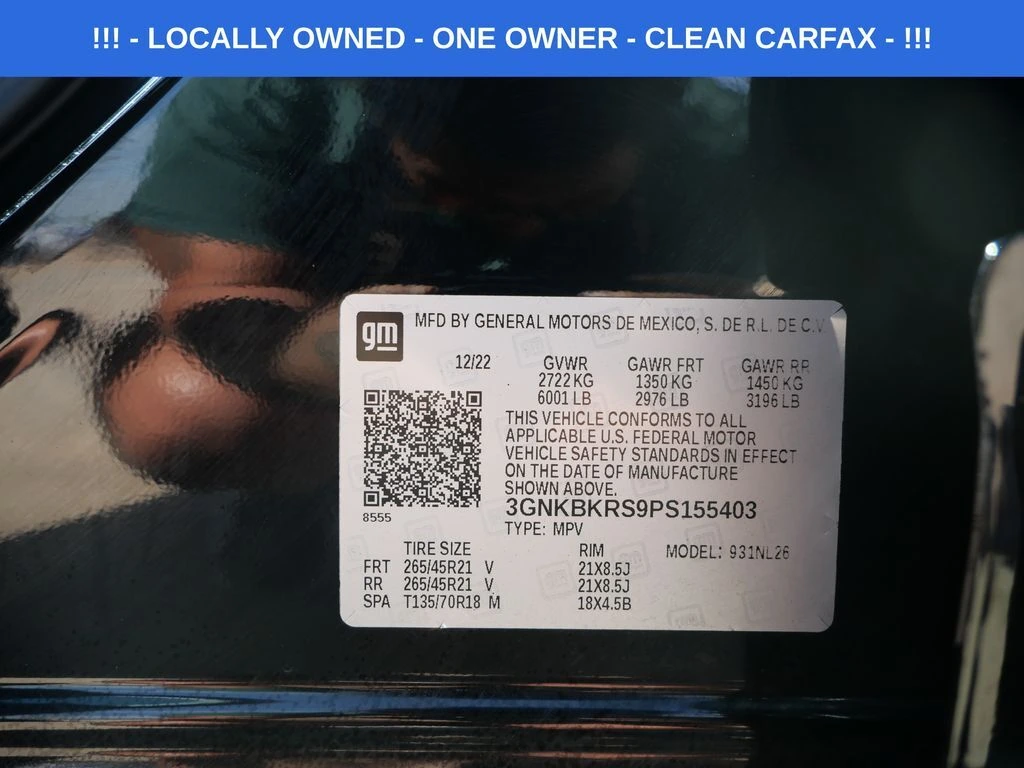 !!! - LOCALLY OWNED - ONE OWNER - CLEAN CARFAX - !!!
gm MFD BY GENERAL MOTORS DE MEXICO, S. DE R.L. DE C.V.
12/22 GVWR GAWR FRT GAWR RR
2722 KG 1350 KG 1450 KG
6001 LB 2976 LB 3196 LB
THIS VEHICLE CONFORMS TO ALL
APPLICABLE U.S. FEDERAL MOTOR
VEHICLE SAFETY STANDARDS IN EFFECT
ON THE DATE OF MANUFACTURE
SHOWN ABOVE.
3GNKBKRS9PS155403
8555
TYPE: MPV
TIRE SIZE RIM MODEL: 931NL26
FRT 265/45R21 V 21X8.5J
RR 265/45R21 V 21X8.5J
SPA T135/70R18 M 18X4.5B